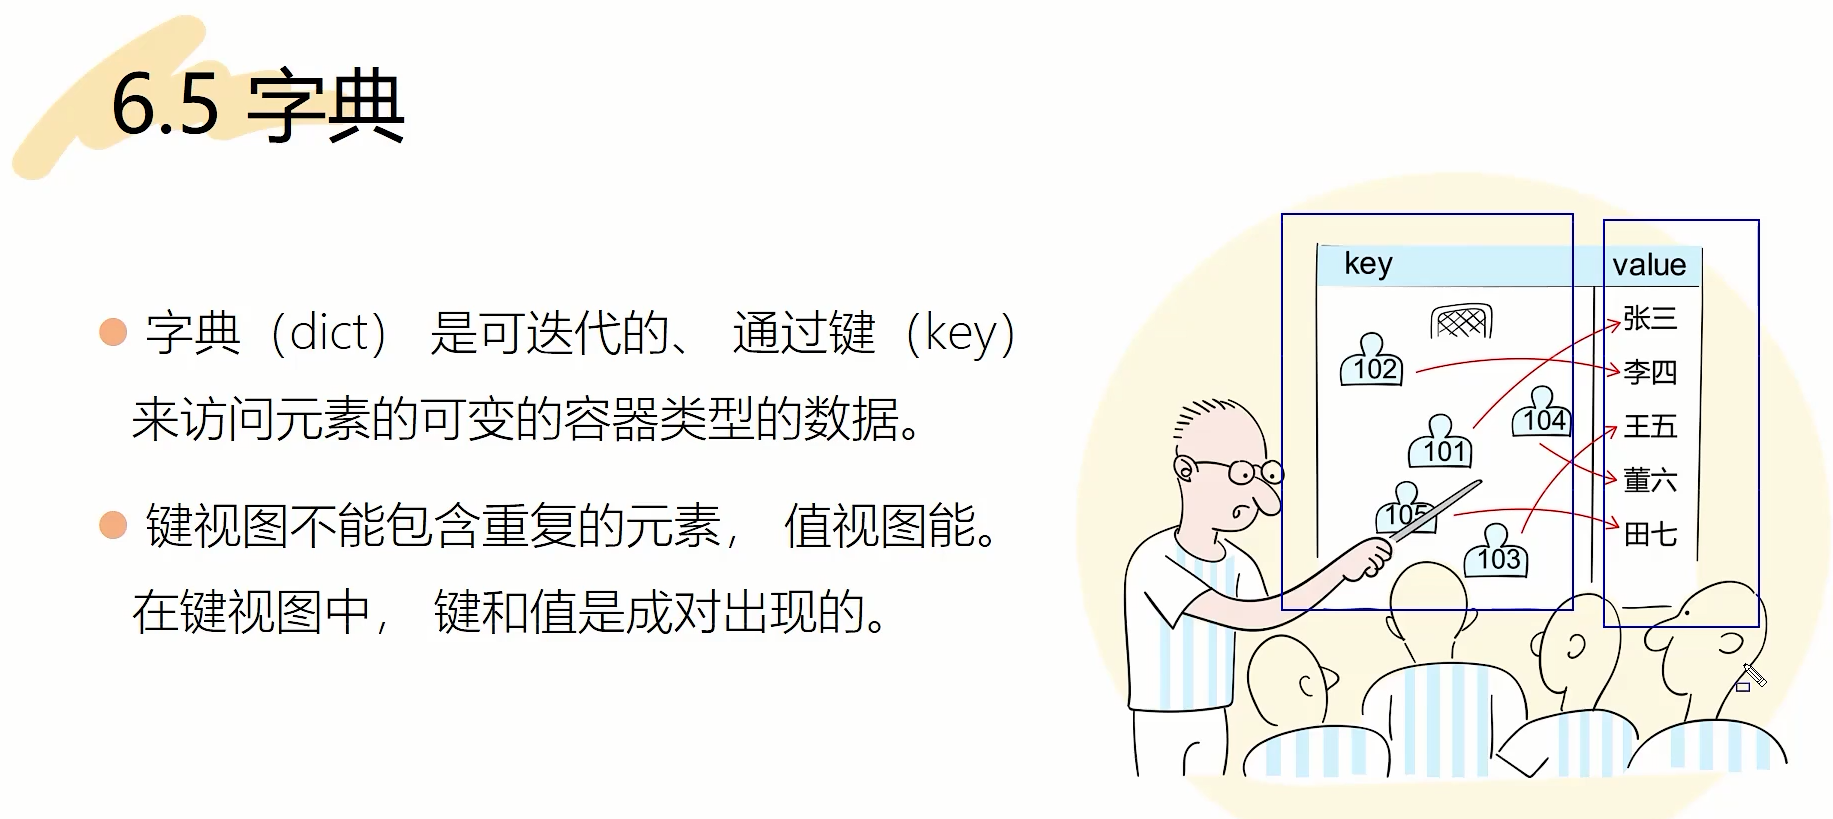 6.5 字典
字典（dict） 是可迭代的、 通过键（key）
来访问元素的可变的容器类型的数据。
键视图不能包含重复的元素， 值视图能。
在键视图中， 键和值是成对出现的。
key
value
102
101
104
105
103
张三
李四
王五
董六
田七